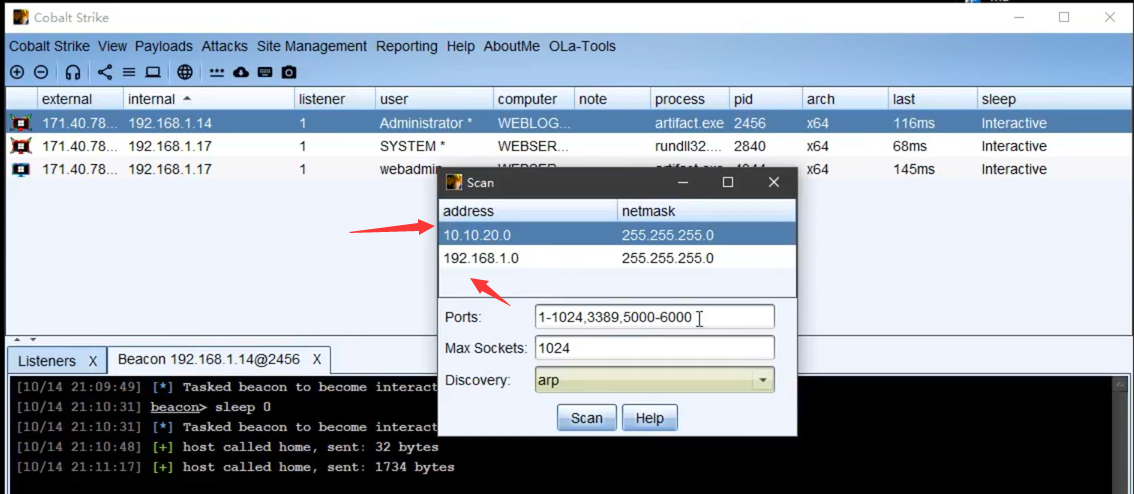 Cobalt Strike
Cobalt Strike View Payloads Attacks Site Management Reporting Help AboutMe OLa-Tools
external internal listener user computer note process pid arch last sleep
171.40.78... 192.168.1.14 1 Administrator * WEBLOG... artifact.exe 2456 x64 116ms Interactive
171.40.78... 192.168.1.17 1 SYSTEM * WEBSER... rundll32.... 2840 x64 68ms Interactive
171.40.78... 192.168.1.17 1 webadmin x64 145ms Interactive
Scan
address netmask
10.10.20.0 255.255.255.0
192.168.1.0 255.255.255.0
Ports: 1-1024,3389,5000-6000
Max Sockets: 1024
Discovery: arp
Scan Help
Listeners X Beacon 192.168.1.14@2456 X
[10/14 21:09:49] [*] Tasked beacon to become interact
[10/14 21:10:31] beacon> sleep 0
[10/14 21:10:31] [*] Tasked beacon to become interact
[10/14 21:10:48] [+] host called home, sent: 32 bytes
[10/14 21:11:17] [+] host called home, sent: 1734 bytes